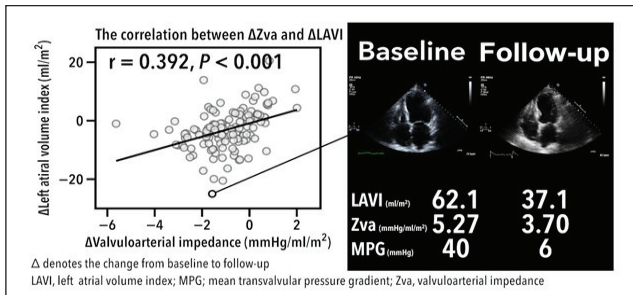 The correlation between ΔZva and ΔLAVI
r = 0.392, P < 0.001
20
0
−20
−6
−4
−2
0
2
ΔLeft atiral volume index (ml/m²)
ΔValvuloarterial impedance (mmHg/ml/m²)
Baseline Follow-up
LAVI (ml/m²) 62.1 37.1
Zva (mmHg/ml/m²) 5.27 3.70
MPG (mmHg) 40 6
Δ denotes the change from baseline to follow-up
LAVI, left atrial volume index; MPG; mean transvalvular pressure gradient; Zva, valvuloarterial impedance